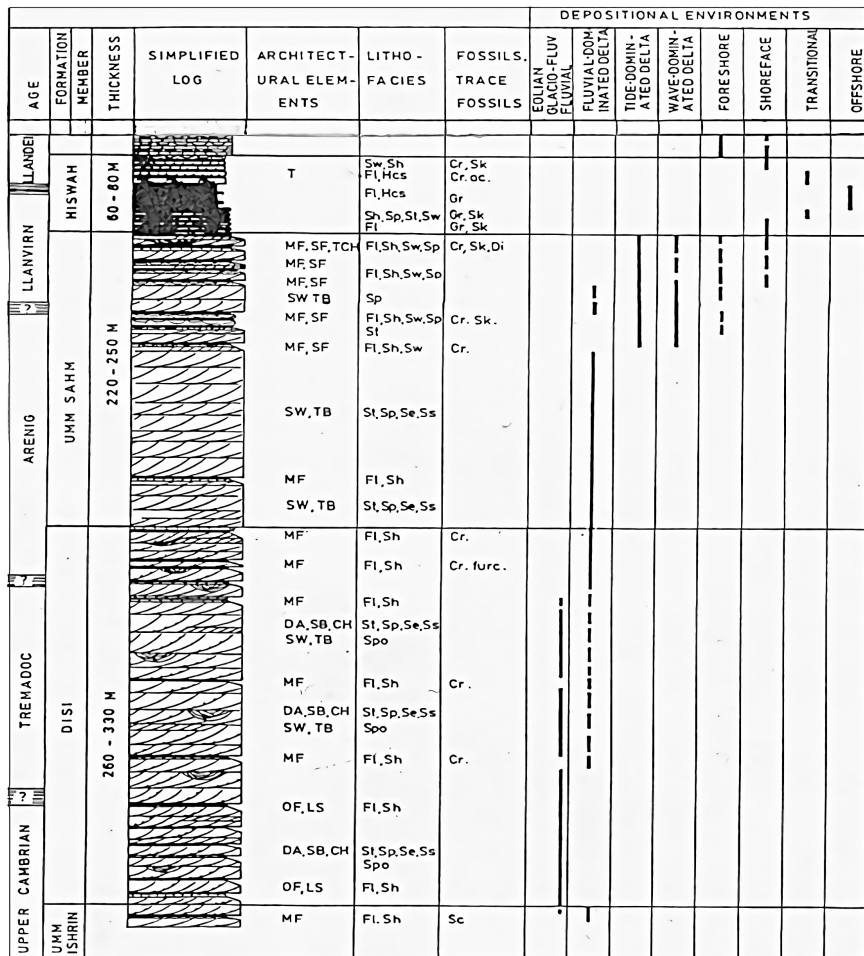 DEPOSITIONAL ENVIRONMENTS
AGE
FORMATION
MEMBER
THICKNESS
SIMPLIFIED
LOG
ARCHITECT-
URAL ELEM-
ENTS
LITHO-
FACIES
FOSSILS.
TRACE
FOSSILS
EOLIAN
GLACIO-FLUV
FLUVIAL
FLUVIAL-DOM-
INATED DELTA
TIDE-DOMIN-
ATED DELTA
WAVE-DOMIN-
ATED DELTA
FORESHORE
SHOREFACE
TRANSITIONAL
OFFSHORE
LLANDEI
LLANVIRN
?
ARENIG
?
TREMADOC
?
UPPER CAMBRIAN
HISWAH
UMM SAHM
DISI
UMM
ISHRIN
60-80 M
220-250 M
260-330 M
Sw,Sh Cr,Sk
T Fl,Hcs Cr.oc.
Fl,Hcs Gr
Sh,Sp,St,Sw Gr,Sk
Fl Gr,Sk
MF,SF,TCH Fl,Sh,Sw,Sp Cr,Sk,Di
MF,SF
Fl,Sh,Sw,Sp
MF,SF
SW,TB Sp
MF,SF Fl,Sh,Sw,Sp Cr.Sk.
St
MF,SF Fl,Sh,Sw Cr.
SW,TB St,Sp,Se,Ss
MF Fl,Sh
SW,TB St,Sp,Se,Ss
MF Fl,Sh Cr.
MF Fl,Sh Cr.furc.
MF Fl,Sh
DA,SB,CH St,Sp,Se,Ss
SW,TB Spo
MF Fl,Sh Cr.
DA,SB,CH St,Sp,Se,Ss
SW,TB Spo
MF Fl,Sh Cr.
OF,LS Fl,Sh
DA,SB,CH St,Sp,Se,Ss
Spo
OF,LS Fl,Sh
MF Fl.Sh Sc